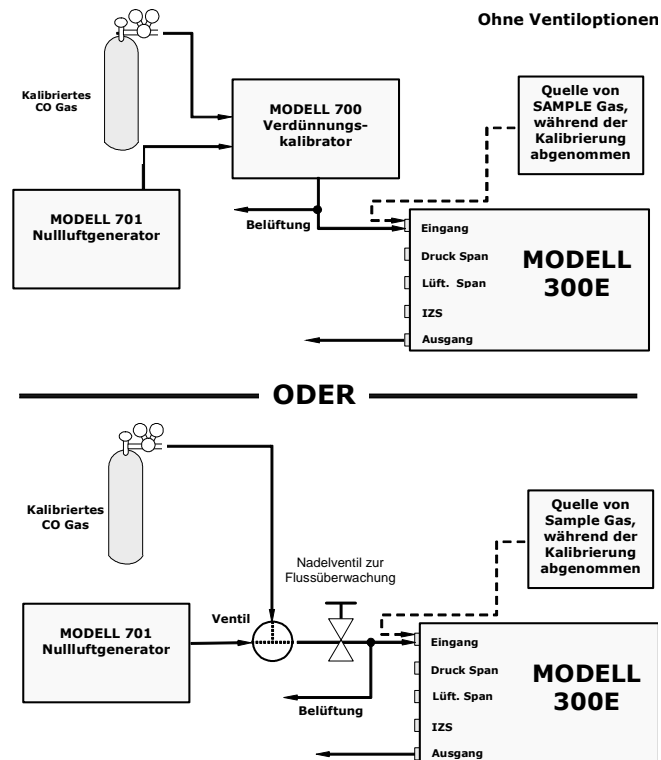 Ohne Ventiloptionen
Kalibriertes
CO Gas
MODELL 700
Verdünnungs-
kalibrator
Quelle von
SAMPLE Gas,
während der
Kalibrierung
abgenommen
MODELL 701
Nullluftgenerator
Belüftung
Eingang
Druck Span
Lüft. Span
IZS
Ausgang
MODELL
300E
ODER
Kalibriertes
CO Gas
Quelle von
Sample Gas,
während der
Kalibrierung
abgenommen
Nadelventil zur
Flussüberwachung
Ventil
MODELL 701
Nullluftgenerator
Belüftung
Eingang
Druck Span
Lüft. Span
IZS
Ausgang
MODELL
300E